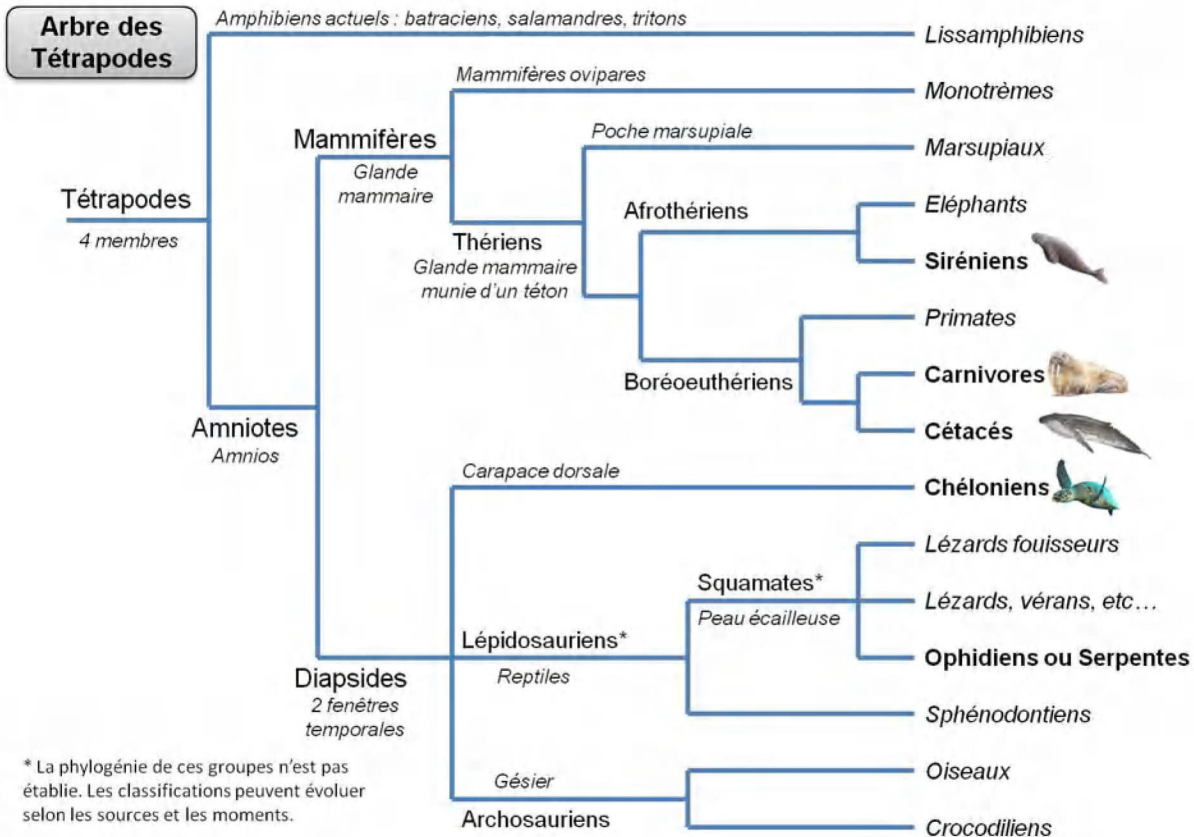 Arbre des
Tétrapodes
Amphibiens actuels : batraciens, salamandres, tritons
Lissamphibiens
Mammifères ovipares
Monotrèmes
Mammifères
Glande
mammaire
Poche marsupiale
Marsupiaux
Tétrapodes
4 membres
Afrothériens
Eléphants
Thériens
Glande mammaire
munie d'un téton
Siréniens
Primates
Boréoeuthériens
Carnivores
Cétacés
Amniotes
Amnios
Carapace dorsale
Chéloniens
Lézards fouisseurs
Squamates*
Peau écailleuse
Lézards, vérans, etc…
Lépidosauriens*
Reptiles
Ophidiens ou Serpentes
Diapsides
2 fenêtres
temporales
Sphénodontiens
* La phylogénie de ces groupes n'est pas
établie. Les classifications peuvent évoluer
selon les sources et les moments.
Gésier
Oiseaux
Archosauriens
Crocodiliens